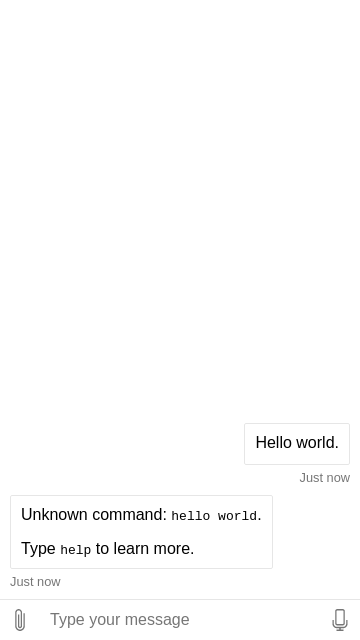 Hello world.
Just now
Unknown command: hello world.
Type help to learn more.
Just now
Type your message